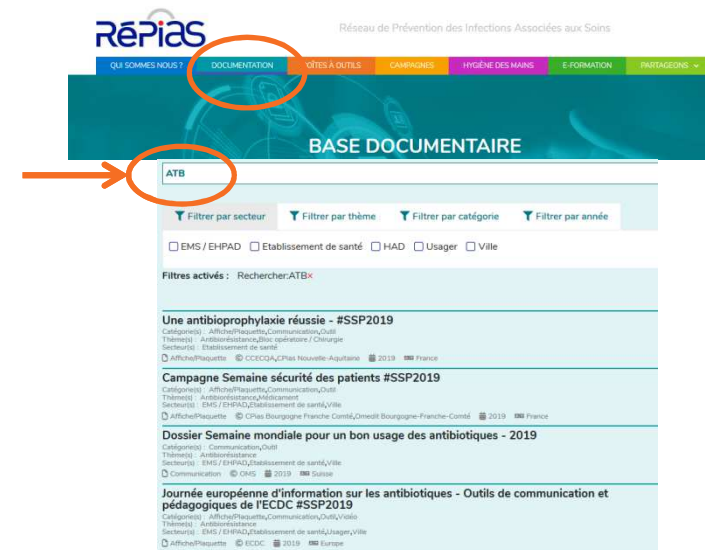 RéPiaS
Réseau de Prévention des Infections Associées aux Soins
QUI SOMMES NOUS ? DOCUMENTATION OÎTES À OUTILS CAMPAGNES HYGIÈNE DES MAINS E-FORMATION PARTAGEONS
BASE DOCUMENTAIRE
ATB
Filtrer par secteur Filtrer par thème Filtrer par catégorie Filtrer par année
EMS / EHPAD Etablissement de santé HAD Usager Ville
Filtres activés : Rechercher:ATB×
Une antibioprophylaxie réussie - #SSP2019
Catégorie(s) : Affiche/Plaquette,Communication,Outil
Thème(s) : Antibiorésistance,Bloc opératoire / Chirurgie
Secteur(s) : Etablissement de santé
Affiche/Plaquette © CCECQA,CPias Nouvelle-Aquitaine 2019 France
Campagne Semaine sécurité des patients #SSP2019
Catégorie(s) : Affiche/Plaquette,Communication,Outil
Thème(s) : Antibiorésistance,Médicament
Secteur(s) : EMS / EHPAD,Etablissement de santé,Ville
Affiche/Plaquette © CPias Bourgogne Franche Comté,Omedit Bourgogne-Franche-Comté 2019 France
Dossier Semaine mondiale pour un bon usage des antibiotiques - 2019
Catégorie(s) : Communication,Outil
Thème(s) : Antibiorésistance
Secteur(s) : EMS / EHPAD,Etablissement de santé,Ville
Communication © OMS 2019 Suisse
Journée européenne d'information sur les antibiotiques - Outils de communication et
pédagogiques de l'ECDC #SSP2019
Catégorie(s) : Affiche/Plaquette,Communication,Outil,Vidéo
Thème(s) : Antibiorésistance
Secteur(s) : EMS / EHPAD,Etablissement de santé,Usager,Ville
Affiche/Plaquette © ECDC 2019 Europe